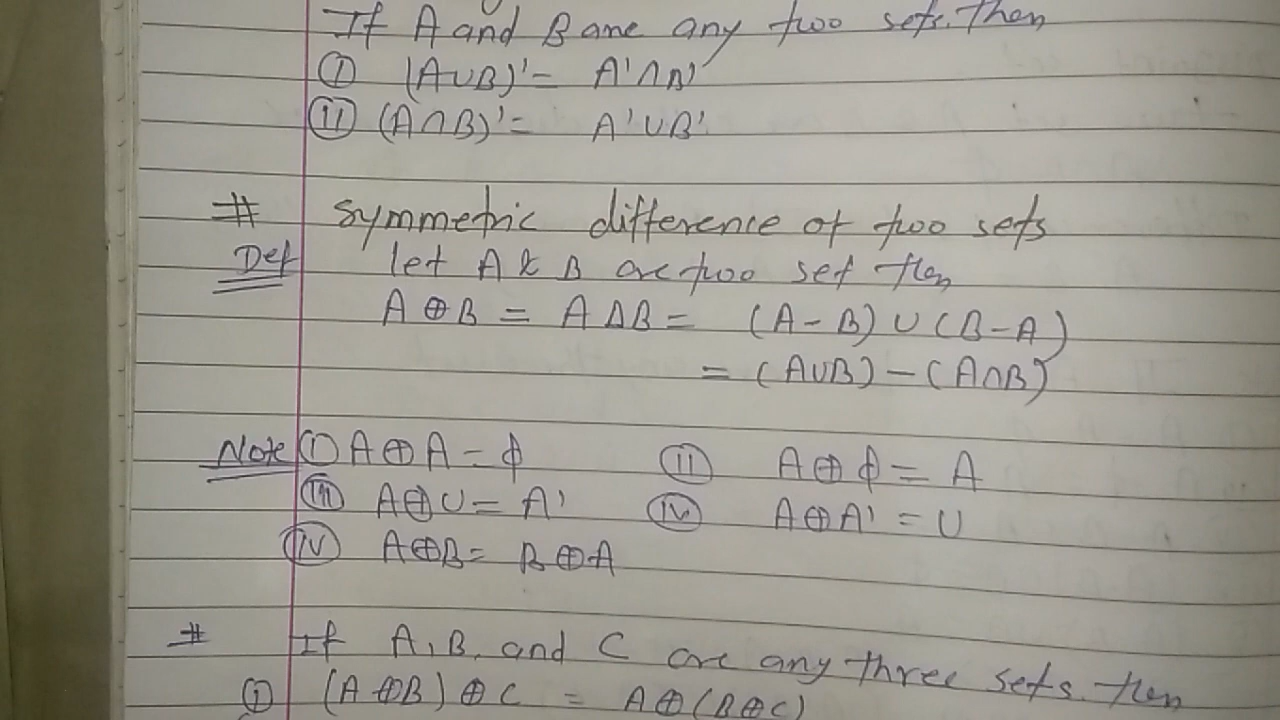 If A and B are any two sets. Then
(I) (A∪B)' = A'∩B'
(II) (A∩B)' = A'∪B'
# Symmetric difference of two sets
Def let A & B are two set then
A ⊕ B = A Δ B = (A - B) ∪ (B - A)
= (A∪B) - (A∩B)
Note (I) A ⊕ A = ϕ (II) A ⊕ ϕ = A
(III) A ⊕ U = A' (IV) A ⊕ A' = U
(IV) A ⊕ B = B ⊕ A
# If A, B, and C are any three sets. then
(I) (A ⊕ B) ⊕ C = A ⊕ (B ⊕ C)